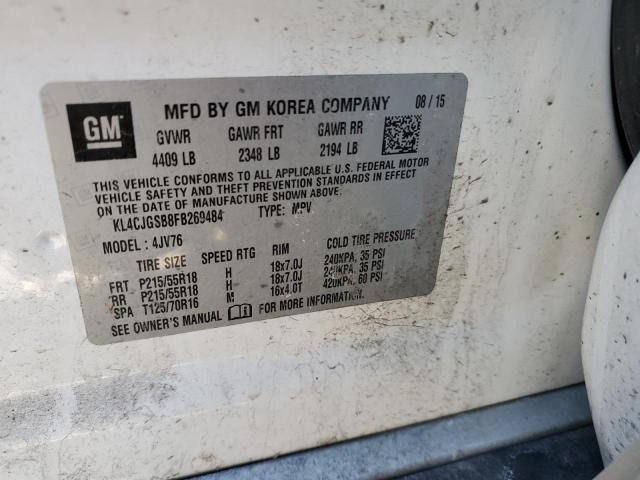 GM
MFD BY GM KOREA COMPANY 08 / 15
GVWR GAWR FRT GAWR RR
4409 LB 2348 LB 2194 LB
THIS VEHICLE CONFORMS TO ALL APPLICABLE U.S. FEDERAL MOTOR
VEHICLE SAFETY AND THEFT PREVENTION STANDARDS IN EFFECT
ON THE DATE OF MANUFACTURE SHOWN ABOVE.
KL4CJGSB8FB269484 TYPE: MPV
MODEL : 4JV76
TIRE SIZE SPEED RTG RIM COLD TIRE PRESSURE
FRT P215/55R18 H 18x7.0J 240KPA, 35 PSI
RR P215/55R18 H 18x7.0J 240KPA, 35 PSI
SPA T125/70R16 M 16x4.0T 420KPA, 60 PSI
SEE OWNER'S MANUAL FOR MORE INFORMATION.